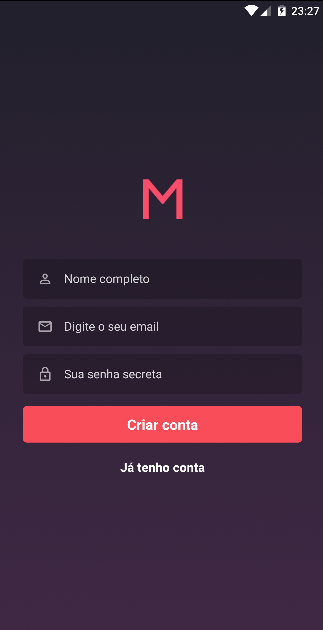 23:27
M
Nome completo
Digite o seu email
Sua senha secreta
Criar conta
Já tenho conta